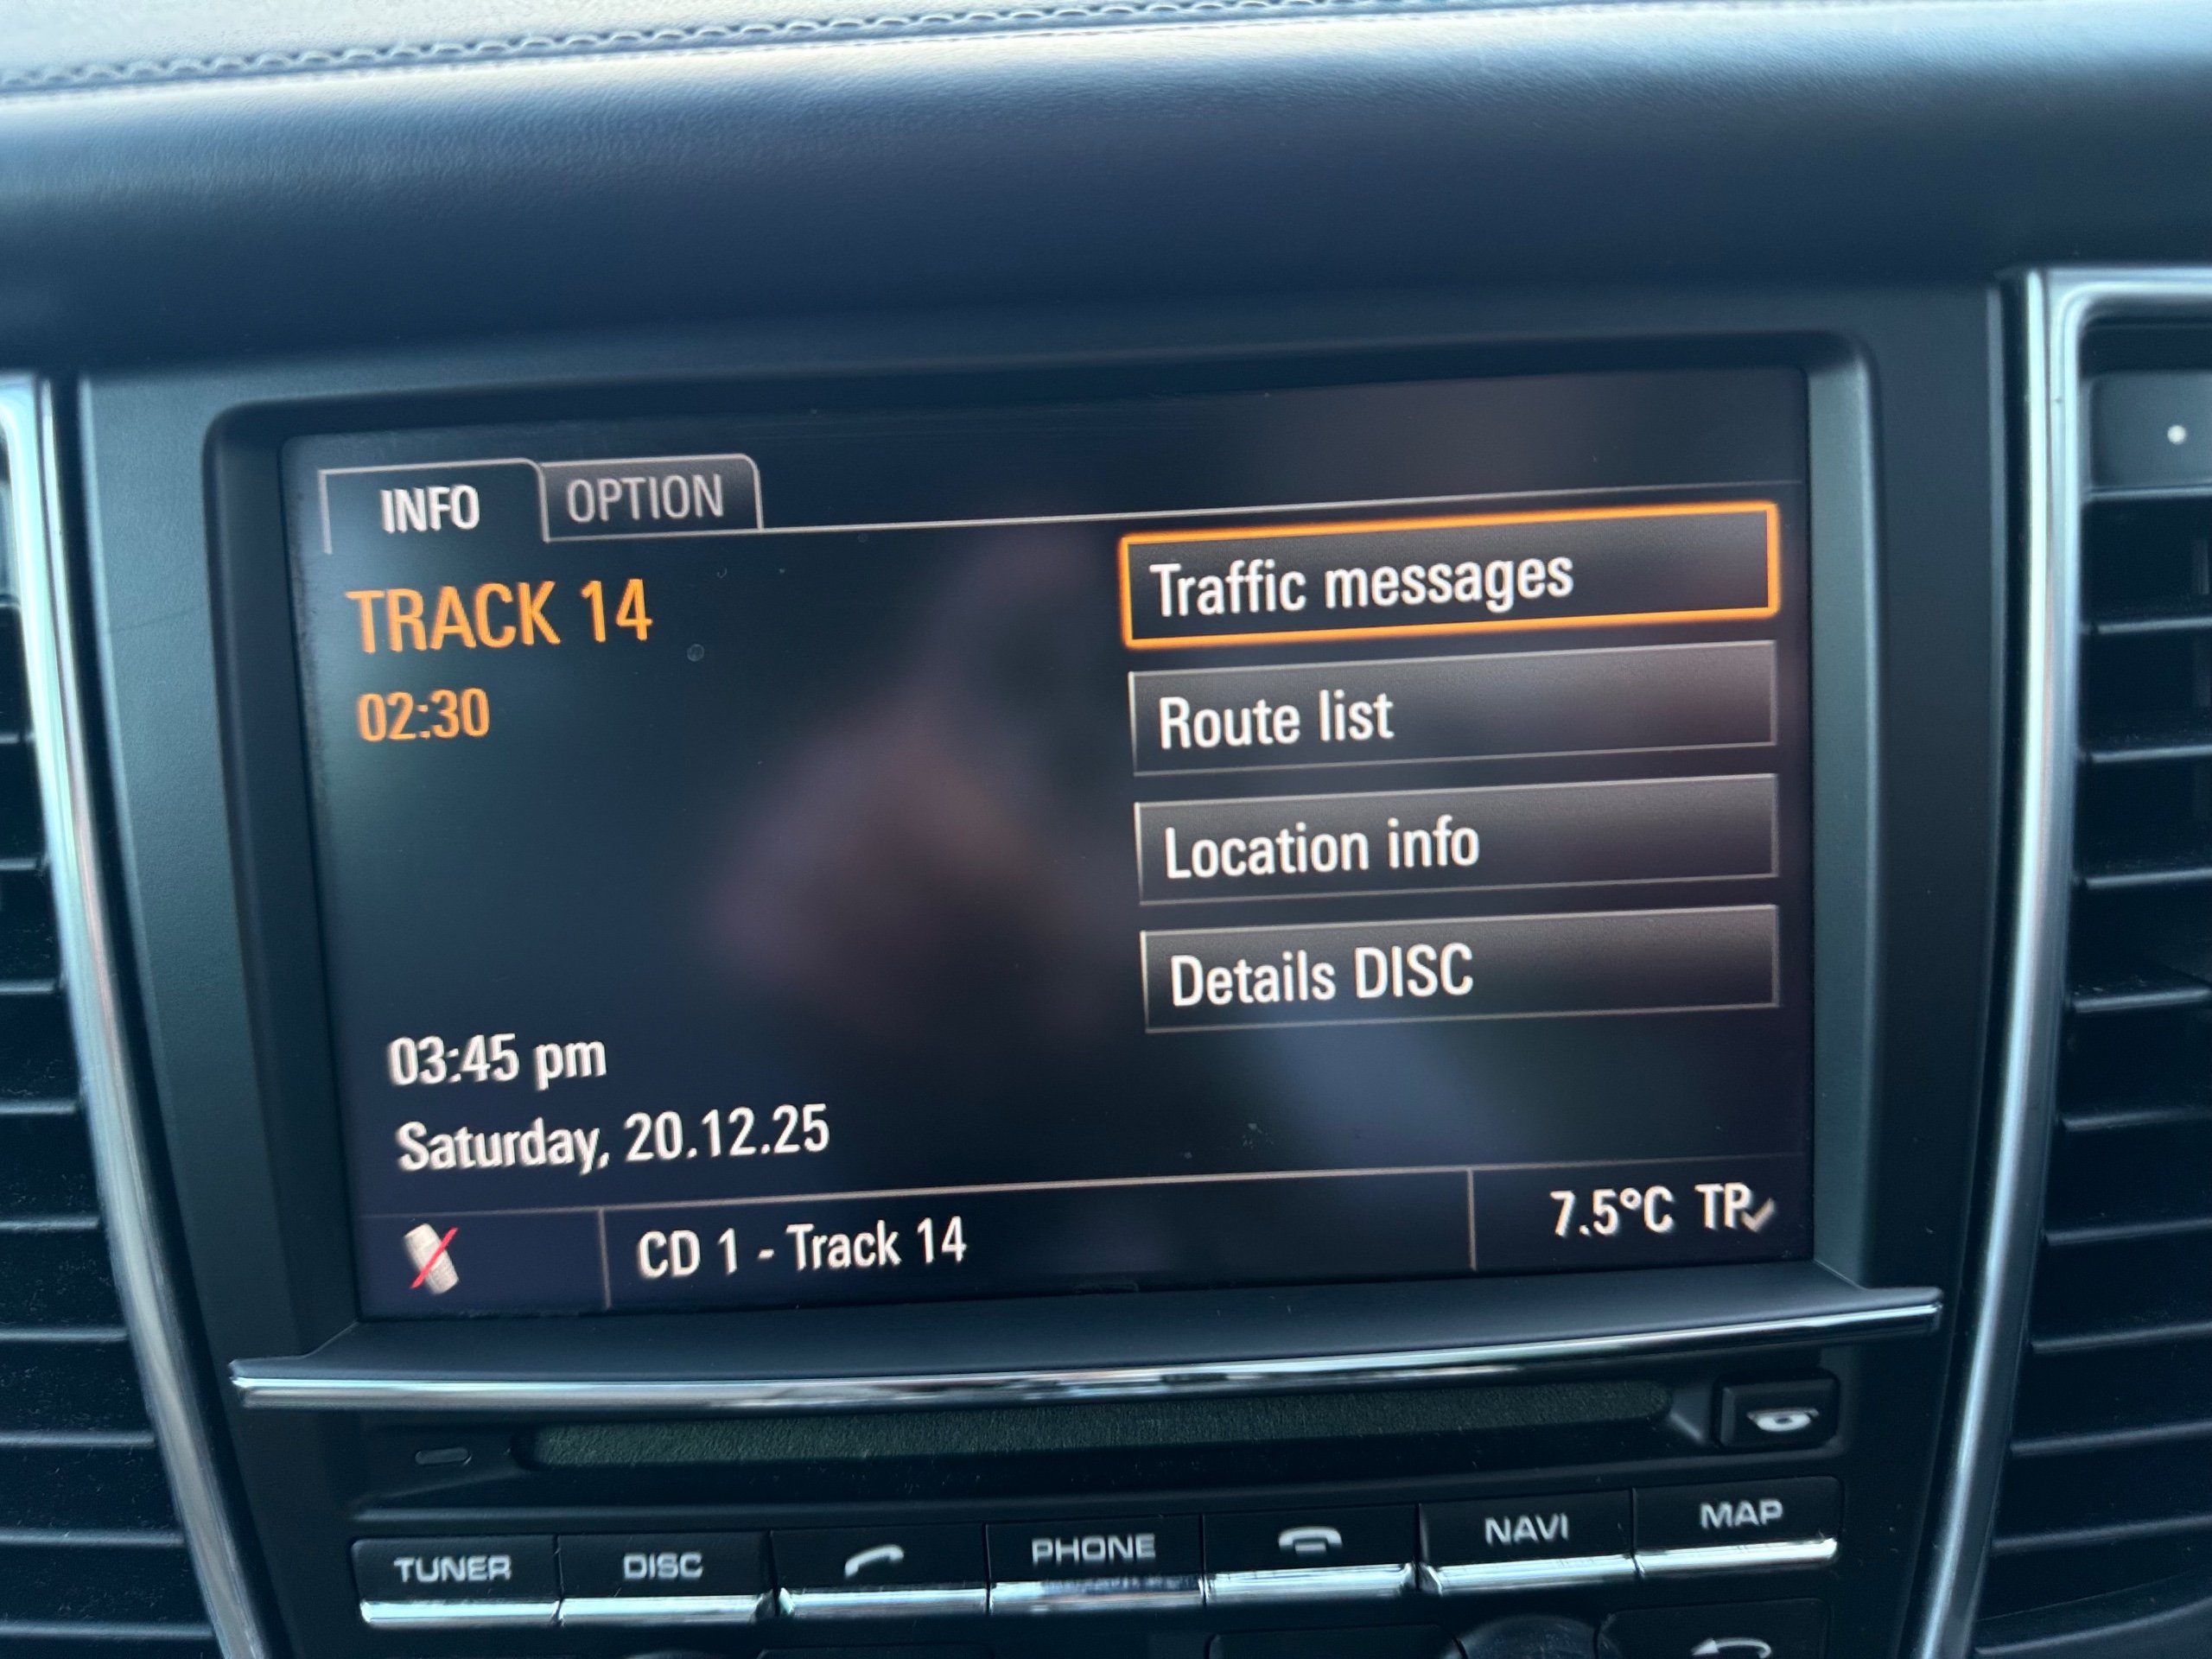 INFO
OPTION
TRACK 14
02:30
Traffic messages
Route list
Location info
Details DISC
03:45 pm
Saturday, 20.12.25
CD 1 - Track 14
7.5°C TP
TUNER
DISC
PHONE
NAVI
MAP